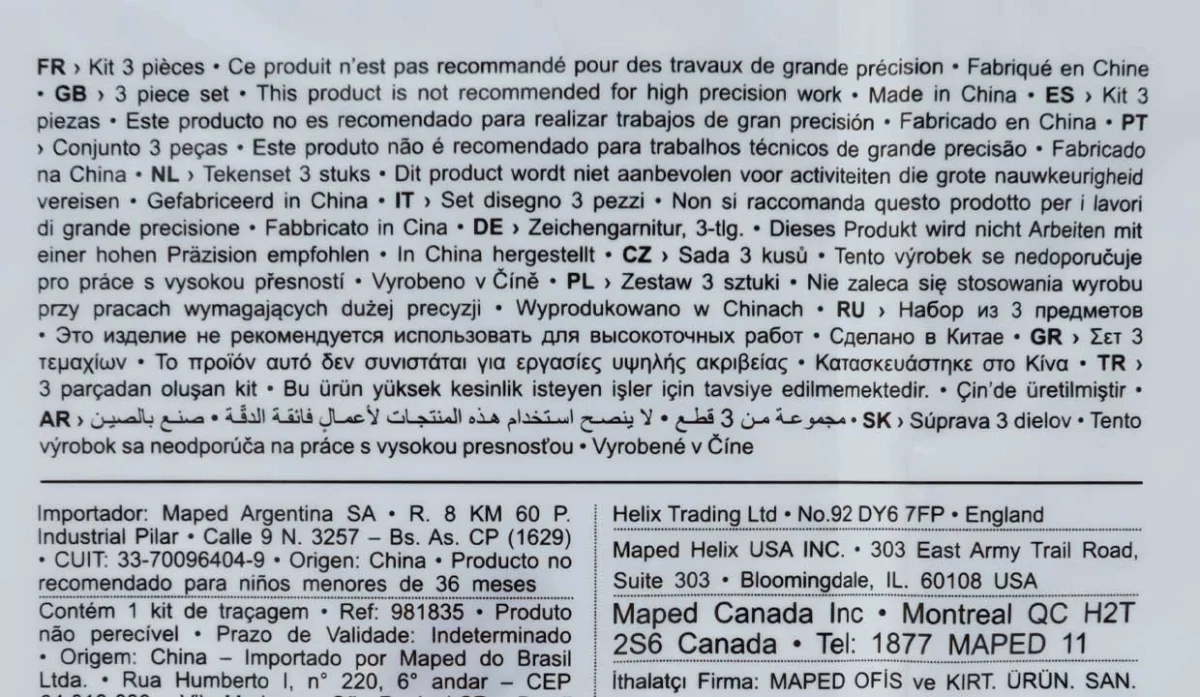 FR › Kit 3 pièces • Ce produit n'est pas recommandé pour des travaux de grande précision • Fabriqué en Chine
• GB › 3 piece set • This product is not recommended for high precision work • Made in China • ES › Kit 3
piezas • Este producto no es recomendado para realizar trabajos de gran precisión • Fabricado en China • PT
› Conjunto 3 peças • Este produto não é recomendado para trabalhos técnicos de grande precisão • Fabricado
na China • NL › Tekenset 3 stuks • Dit product wordt niet aanbevolen voor activiteiten die grote nauwkeurigheid
vereisen • Gefabriceerd in China • IT › Set disegno 3 pezzi • Non si raccomanda questo prodotto per i lavori
di grande precisione • Fabbricato in Cina • DE › Zeichengarnitur, 3-tlg. • Dieses Produkt wird nicht Arbeiten mit
einer hohen Präzision empfohlen • In China hergestellt • CZ › Sada 3 kusů • Tento výrobek se nedoporučuje
pro práce s vysokou přesností • Vyrobeno v Číně • PL › Zestaw 3 sztuki • Nie zaleca się stosowania wyrobu
przy pracach wymagających dużej precyzji • Wyprodukowano w Chinach • RU › Набор из 3 предметов
• Это изделие не рекомендуется использовать для высокоточных работ • Сделано в Китае • GR › Σετ 3
τεμαχίων • Το προϊόν αυτό δεν συνιστάται για εργασίες υψηλής ακριβείας • Κατασκευάστηκε στο Κίνα • TR ›
3 parçadan oluşan kit • Bu ürün yüksek kesinlik isteyen işler için tavsiye edilmemektedir. • Çin'de üretilmiştir •
AR › مجموعة من 3 قطع • لا ينصح استخدام هذه المنتجات لأعمال فائقة الدقّة • صنع بالصين • SK › Súprava 3 dielov • Tento
výrobok sa neodporúča na práce s vysokou presnosťou • Vyrobené v Číne
Importador: Maped Argentina SA • R. 8 KM 60 P.
Industrial Pilar • Calle 9 N. 3257 – Bs. As. CP (1629)
• CUIT: 33-70096404-9 • Origen: China • Producto no
recomendado para niños menores de 36 meses
Contém 1 kit de traçagem • Ref: 981835 • Produto
não perecível • Prazo de Validade: Indeterminado
• Origem: China – Importado por Maped do Brasil
Ltda. • Rua Humberto I, n° 220, 6° andar – CEP
Helix Trading Ltd • No.92 DY6 7FP • England
Maped Helix USA INC. • 303 East Army Trail Road,
Suite 303 • Bloomingdale, IL. 60108 USA
Maped Canada Inc • Montreal QC H2T
2S6 Canada • Tel: 1877 MAPED 11
İthalatçı Firma: MAPED OFİS ve KIRT. ÜRÜN. SAN.